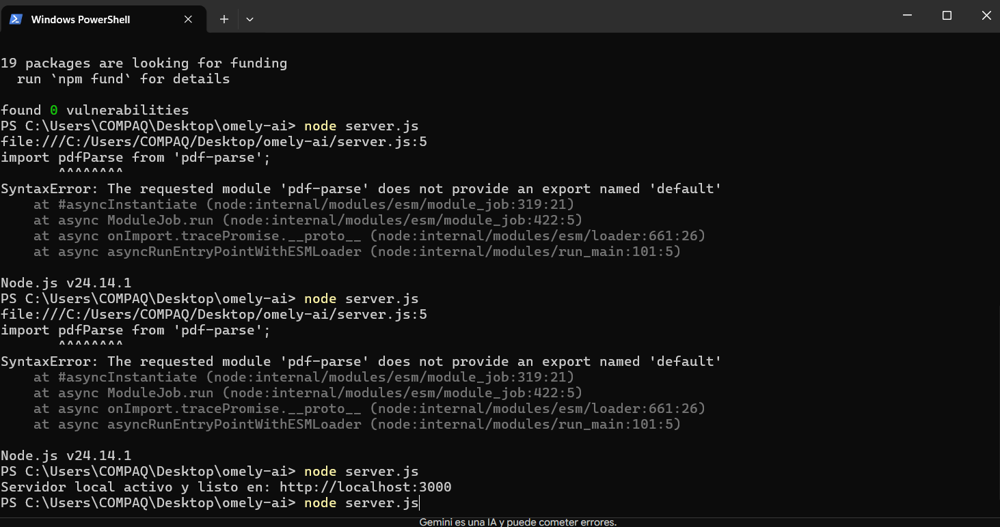 Windows PowerShell
19 packages are looking for funding
  run `npm fund` for details
found 0 vulnerabilities
PS C:\Users\COMPAQ\Desktop\omely-ai> node server.js
file:///C:/Users/COMPAQ/Desktop/omely-ai/server.js:5
import pdfParse from 'pdf-parse';
       ^^^^^^^^
SyntaxError: The requested module 'pdf-parse' does not provide an export named 'default'
    at #asyncInstantiate (node:internal/modules/esm/module_job:319:21)
    at async ModuleJob.run (node:internal/modules/esm/module_job:422:5)
    at async onImport.tracePromise.__proto__ (node:internal/modules/esm/loader:661:26)
    at async asyncRunEntryPointWithESMLoader (node:internal/modules/run_main:101:5)
Node.js v24.14.1
PS C:\Users\COMPAQ\Desktop\omely-ai> node server.js
file:///C:/Users/COMPAQ/Desktop/omely-ai/server.js:5
import pdfParse from 'pdf-parse';
       ^^^^^^^^
SyntaxError: The requested module 'pdf-parse' does not provide an export named 'default'
    at #asyncInstantiate (node:internal/modules/esm/module_job:319:21)
    at async ModuleJob.run (node:internal/modules/esm/module_job:422:5)
    at async onImport.tracePromise.__proto__ (node:internal/modules/esm/loader:661:26)
    at async asyncRunEntryPointWithESMLoader (node:internal/modules/run_main:101:5)
Node.js v24.14.1
PS C:\Users\COMPAQ\Desktop\omely-ai> node server.js
Servidor local activo y listo en: http://localhost:3000
PS C:\Users\COMPAQ\Desktop\omely-ai> node server.js
Gemini es una IA y puede cometer errores.